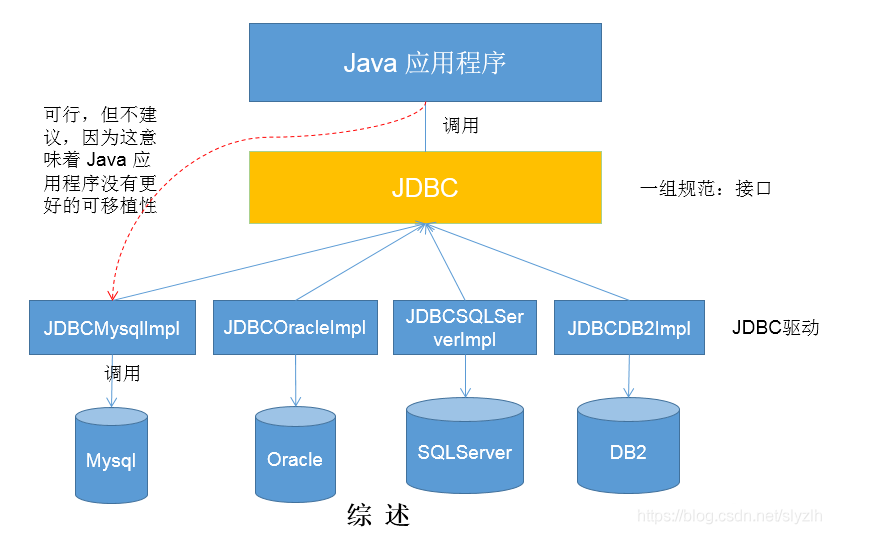 Java 应用程序
可行，但不建
议，因为这意
味着 Java 应
用程序没有更
好的可移植性
调用
JDBC
一组规范：接口
JDBCMysqlImpl
JDBCOracleImpl
JDBCSQLSer
verImpl
JDBCDB2Impl
JDBC驱动
调用
Mysql
Oracle
SQLServer
DB2
综 述
https://blog.csdn.net/slyzlh